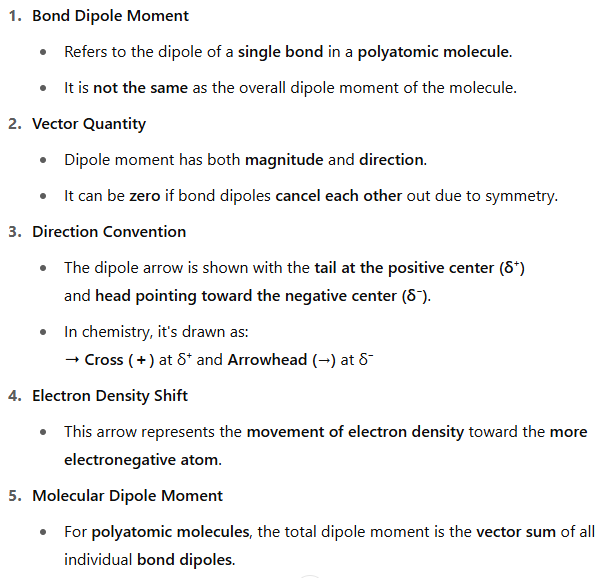 1. Bond Dipole Moment
• Refers to the dipole of a single bond in a polyatomic molecule.
• It is not the same as the overall dipole moment of the molecule.
2. Vector Quantity
• Dipole moment has both magnitude and direction.
• It can be zero if bond dipoles cancel each other out due to symmetry.
3. Direction Convention
• The dipole arrow is shown with the tail at the positive center (δ⁺)
and head pointing toward the negative center (δ⁻).
• In chemistry, it's drawn as:
→ Cross (+) at δ⁺ and Arrowhead (→) at δ⁻
4. Electron Density Shift
• This arrow represents the movement of electron density toward the more
electronegative atom.
5. Molecular Dipole Moment
• For polyatomic molecules, the total dipole moment is the vector sum of all
individual bond dipoles.